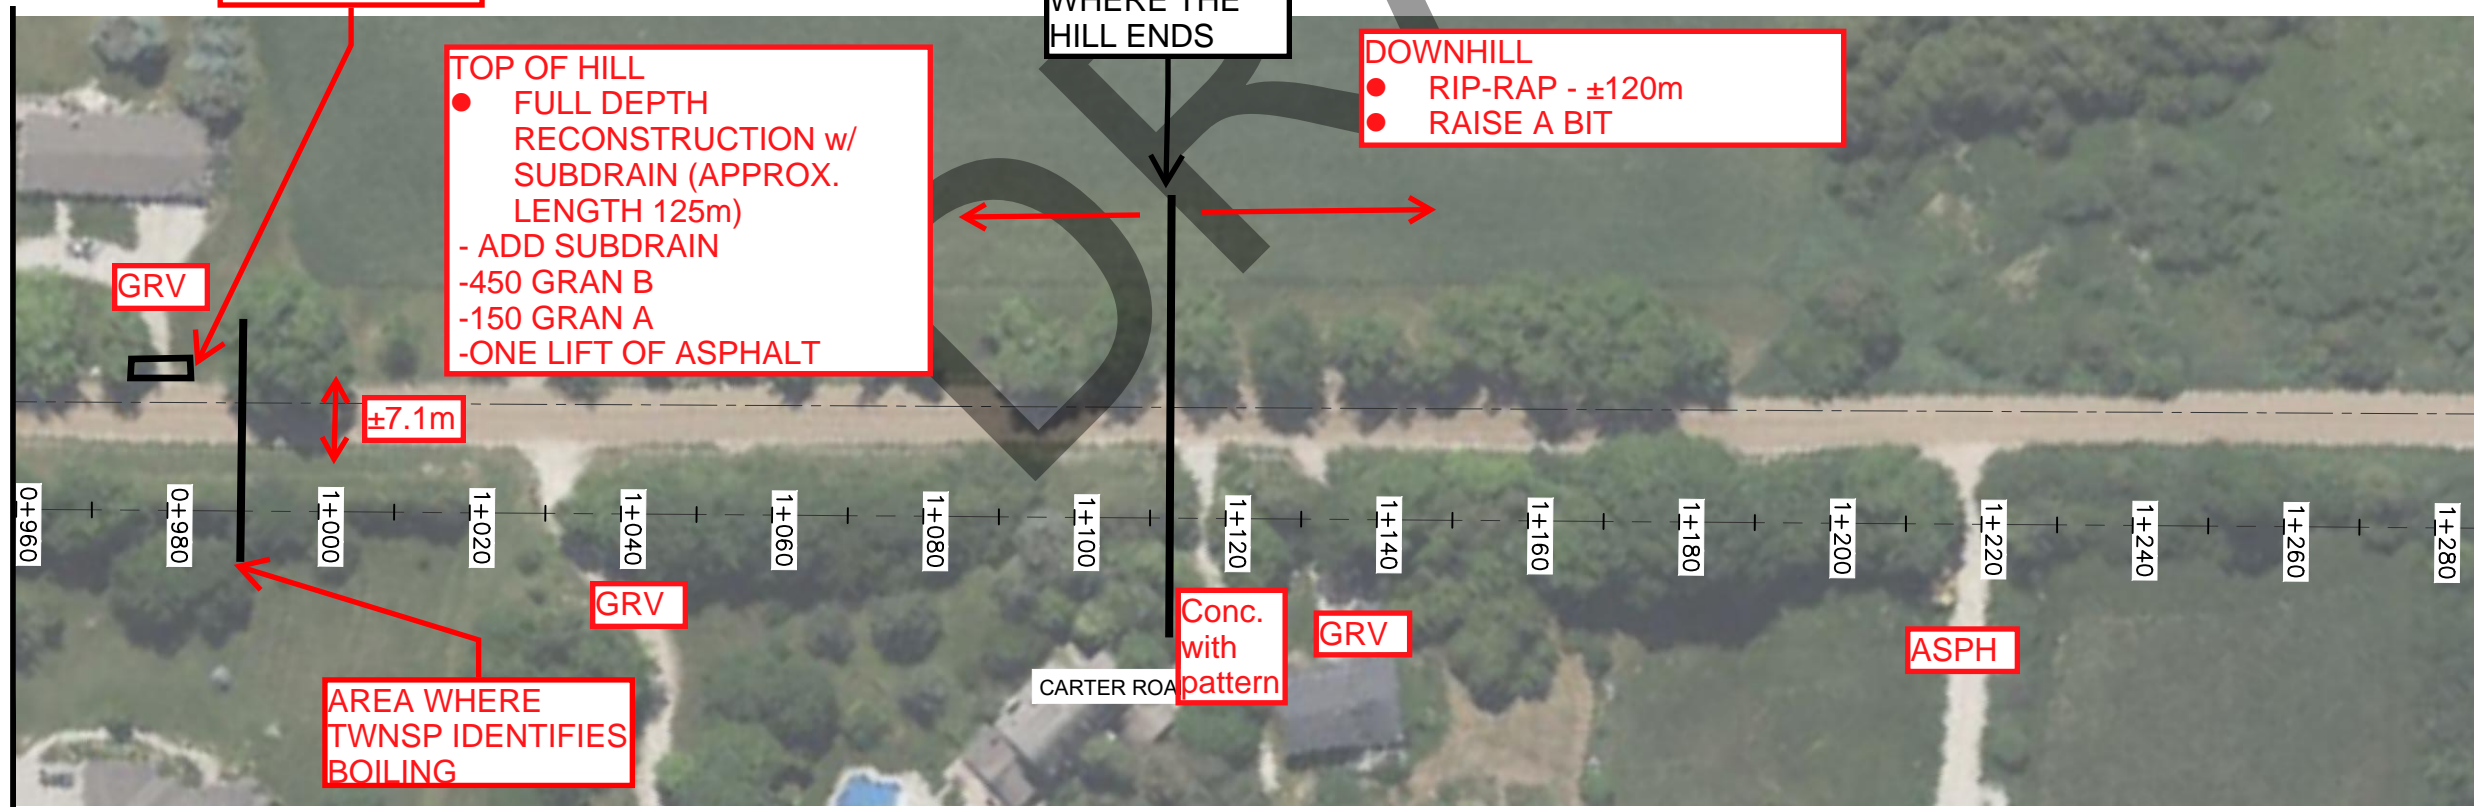 WHERE THE
HILL ENDS
DOWNHILL
● RIP-RAP - ±120m
● RAISE A BIT
TOP OF HILL
● FULL DEPTH
RECONSTRUCTION w/
SUBDRAIN (APPROX.
LENGTH 125m)
- ADD SUBDRAIN
-450 GRAN B
-150 GRAN A
-ONE LIFT OF ASPHALT
GRV
±7.1m
0+960
0+980
1+000
1+020
1+040
1+060
1+080
1+100
1+120
1+140
1+160
1+180
1+200
1+220
1+240
1+260
1+280
GRV
Conc.
with
pattern
GRV
ASPH
CARTER ROA
AREA WHERE
TWNSP IDENTIFIES
BOILING